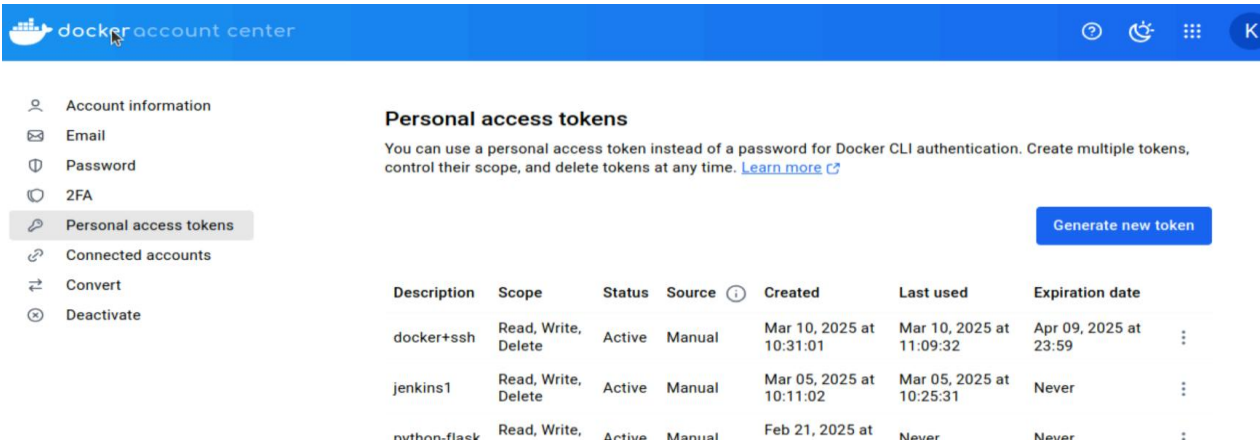 docker account center
K
Account information
Email
Password
2FA
Personal access tokens
Connected accounts
Convert
Deactivate
Personal access tokens
You can use a personal access token instead of a password for Docker CLI authentication. Create multiple tokens,
control their scope, and delete tokens at any time. Learn more
Generate new token
Description Scope Status Source Created Last used Expiration date
docker+ssh Read, Write, Delete Active Manual Mar 10, 2025 at 10:31:01 Mar 10, 2025 at 11:09:32 Apr 09, 2025 at 23:59
jenkins1 Read, Write, Delete Active Manual Mar 05, 2025 at 10:11:02 Mar 05, 2025 at 10:25:31 Never
python-flask Read, Write, Active Manual Feb 21, 2025 at Never Never